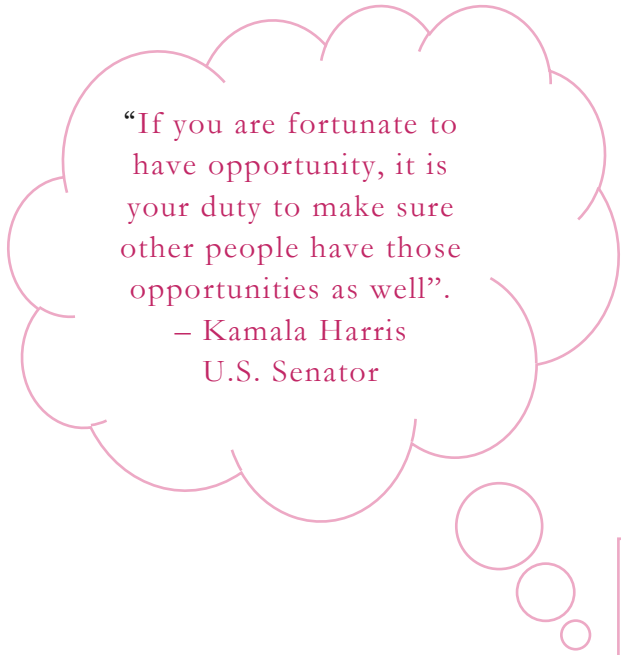 “If you are fortunate to
have opportunity, it is
your duty to make sure
other people have those
opportunities as well”.
– Kamala Harris
U.S. Senator